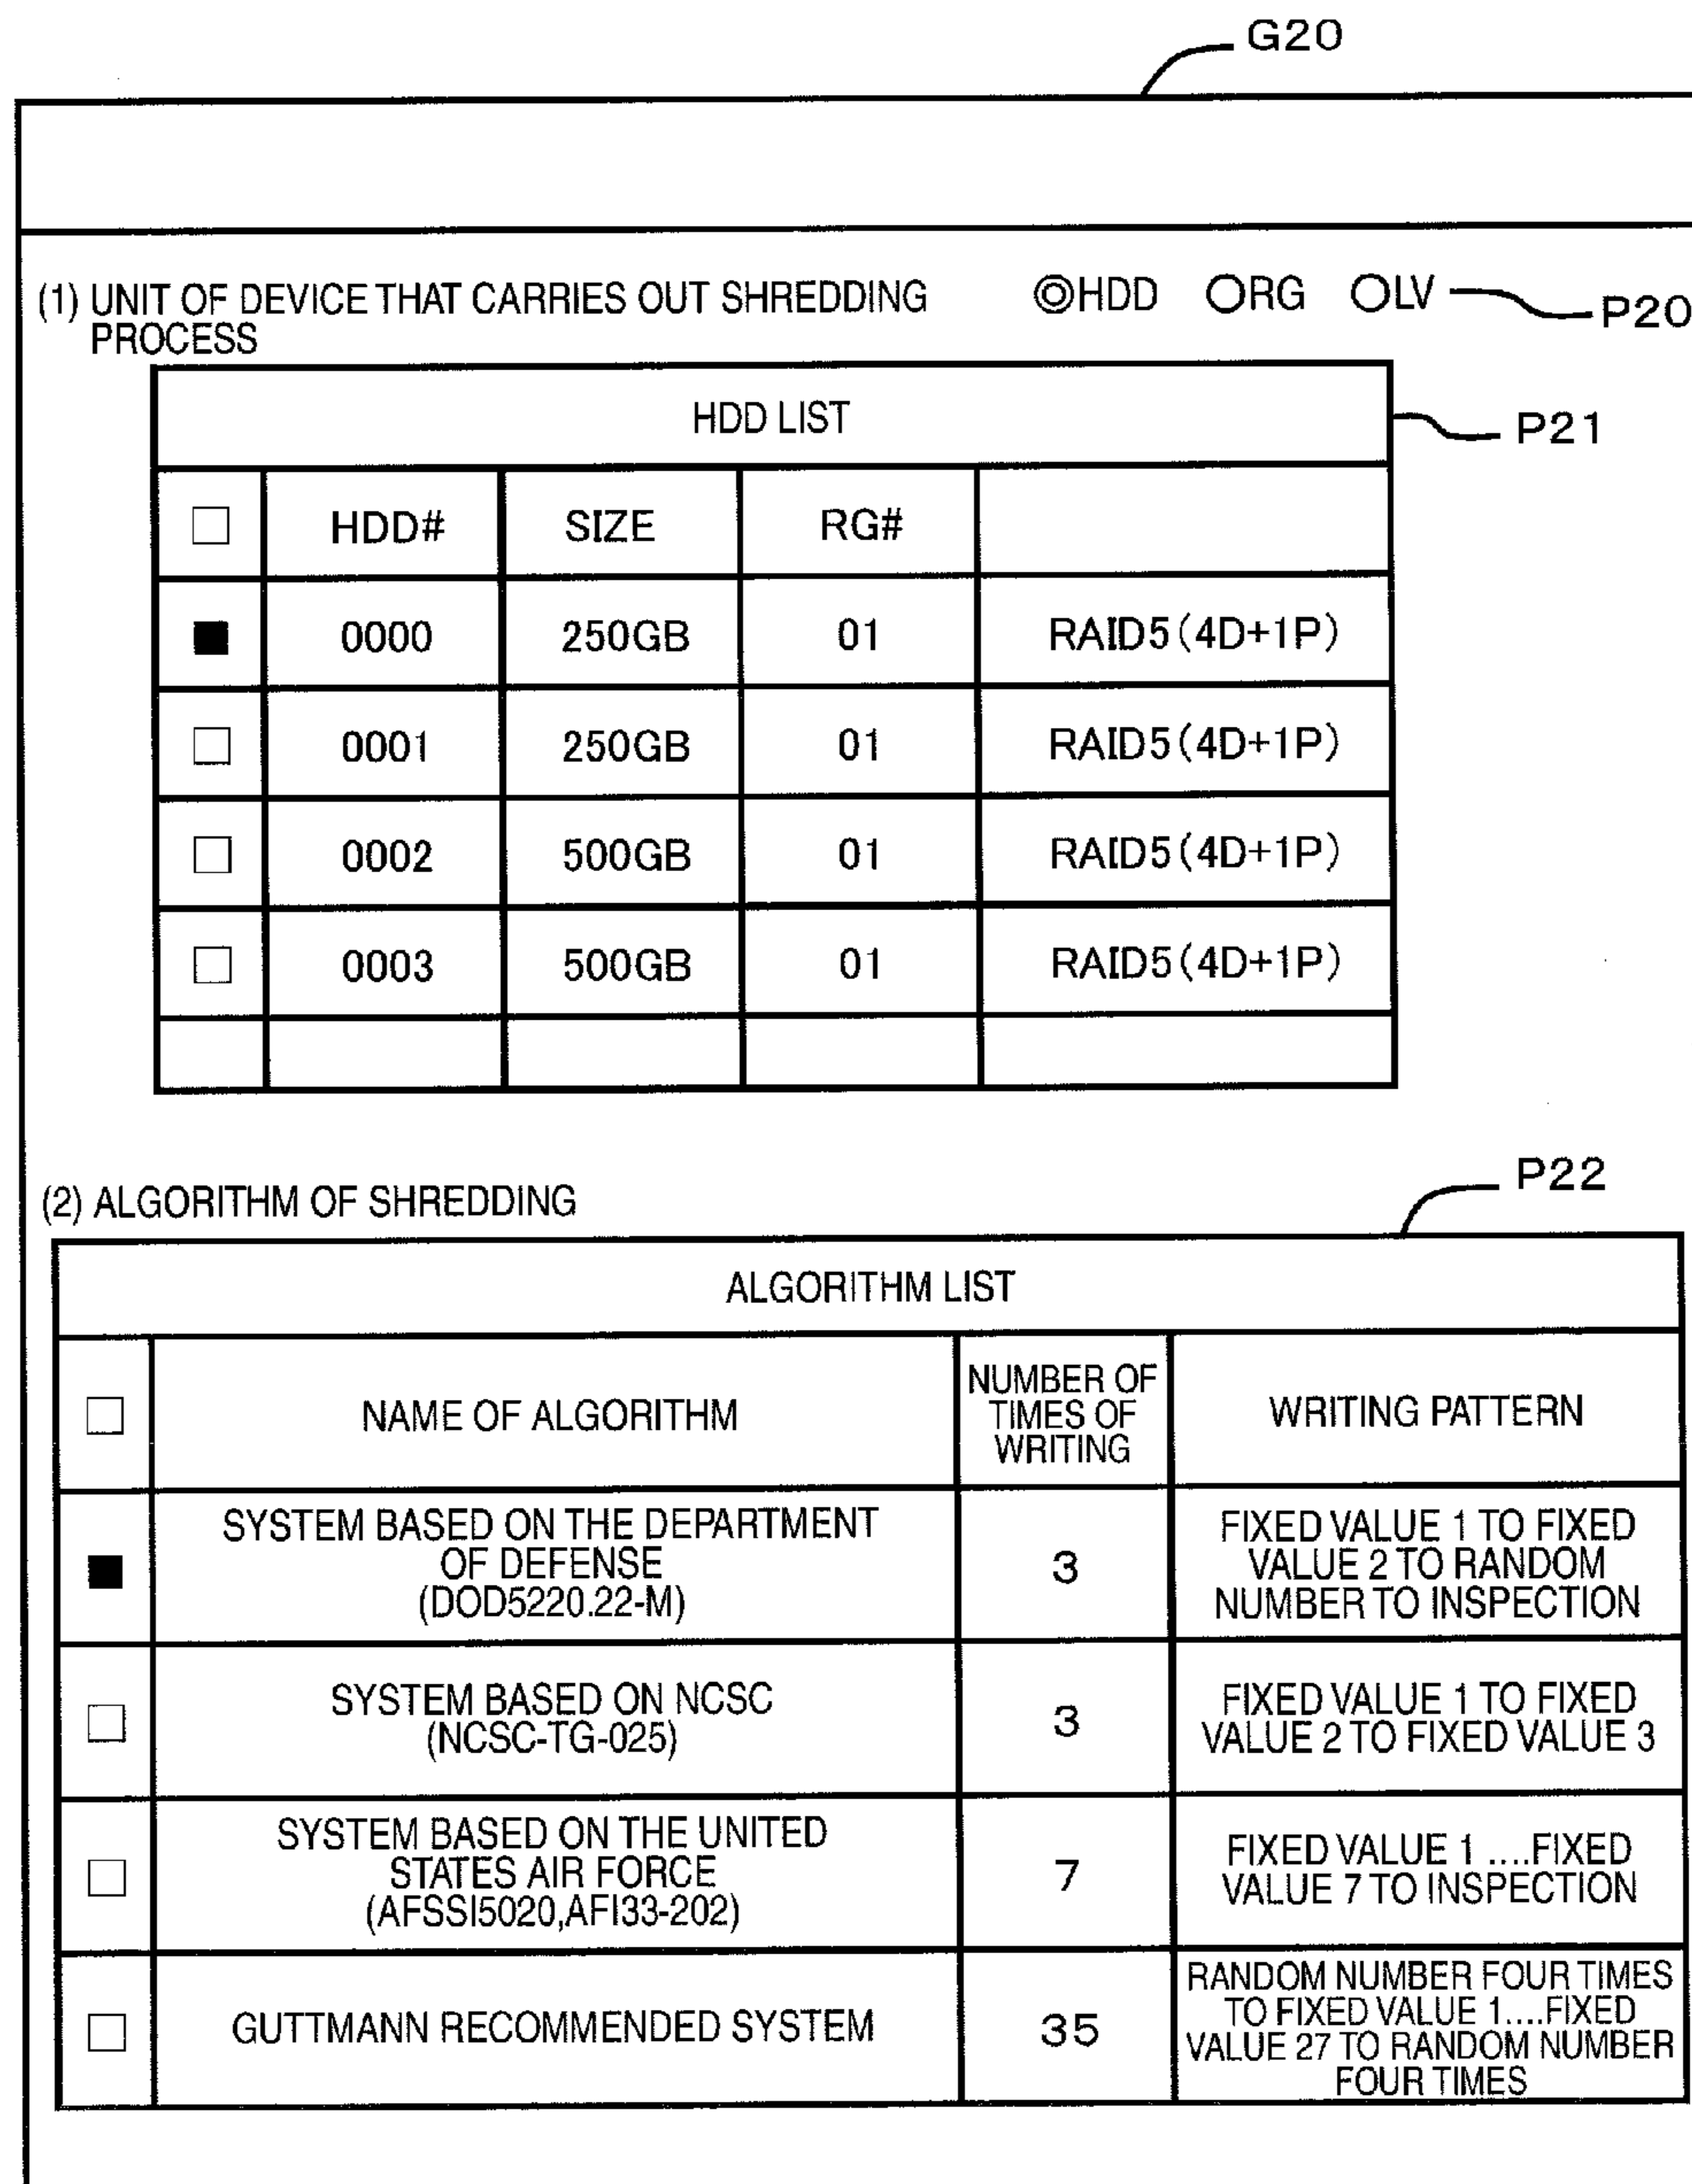 G20
(1) UNIT OF DEVICE THAT CARRIES OUT SHREDDING
PROCESS
◎HDD ○RG ○LV
P20
HDD LIST
P21
□ HDD# SIZE RG#
■ 0000 250GB 01 RAID5(4D+1P)
□ 0001 250GB 01 RAID5(4D+1P)
□ 0002 500GB 01 RAID5(4D+1P)
□ 0003 500GB 01 RAID5(4D+1P)
P22
(2) ALGORITHM OF SHREDDING
ALGORITHM LIST
□ NAME OF ALGORITHM
NUMBER OF
TIMES OF
WRITING
WRITING PATTERN
■ SYSTEM BASED ON THE DEPARTMENT
OF DEFENSE
(DOD5220.22-M)
3
FIXED VALUE 1 TO FIXED
VALUE 2 TO RANDOM
NUMBER TO INSPECTION
□ SYSTEM BASED ON NCSC
(NCSC-TG-025)
3
FIXED VALUE 1 TO FIXED
VALUE 2 TO FIXED VALUE 3
□ SYSTEM BASED ON THE UNITED
STATES AIR FORCE
(AFSSI5020,AFI33-202)
7
FIXED VALUE 1 ....FIXED
VALUE 7 TO INSPECTION
□ GUTTMANN RECOMMENDED SYSTEM
35
RANDOM NUMBER FOUR TIMES
TO FIXED VALUE 1....FIXED
VALUE 27 TO RANDOM NUMBER
FOUR TIMES